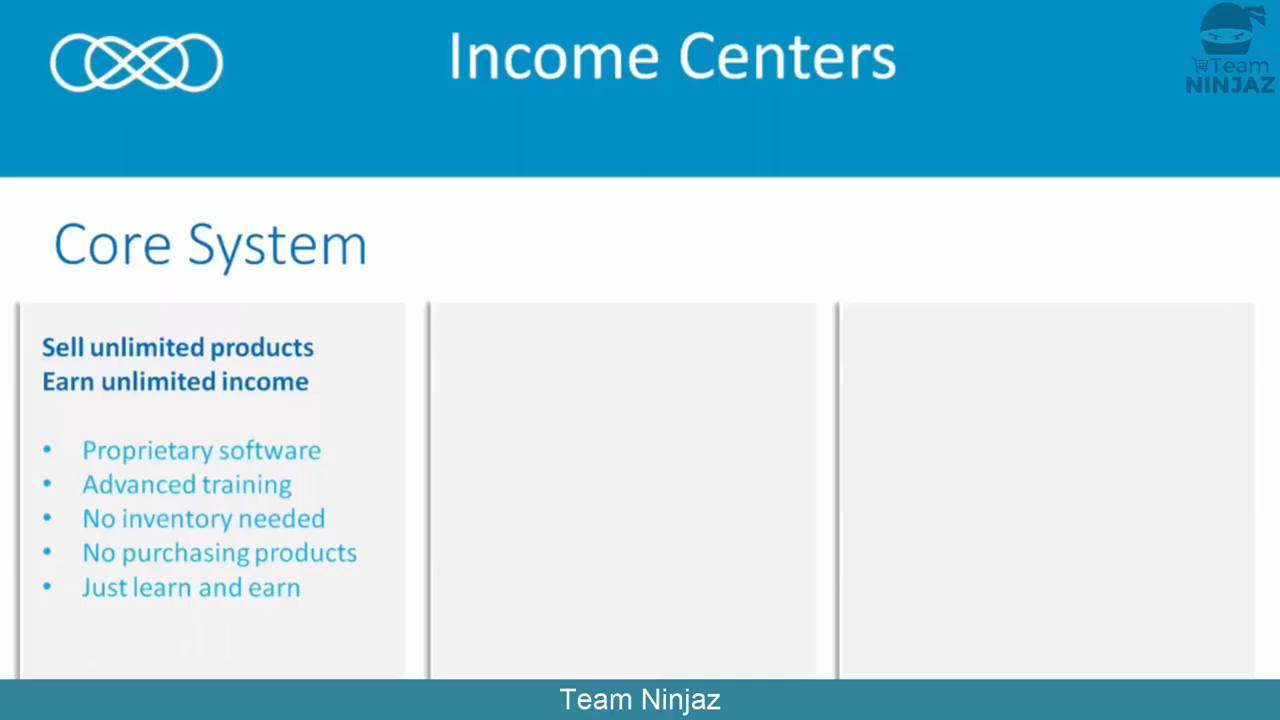 Income Centers
Team
NINJAZ
Core System
Sell unlimited products
Earn unlimited income
• Proprietary software
• Advanced training
• No inventory needed
• No purchasing products
• Just learn and earn
Team Ninjaz